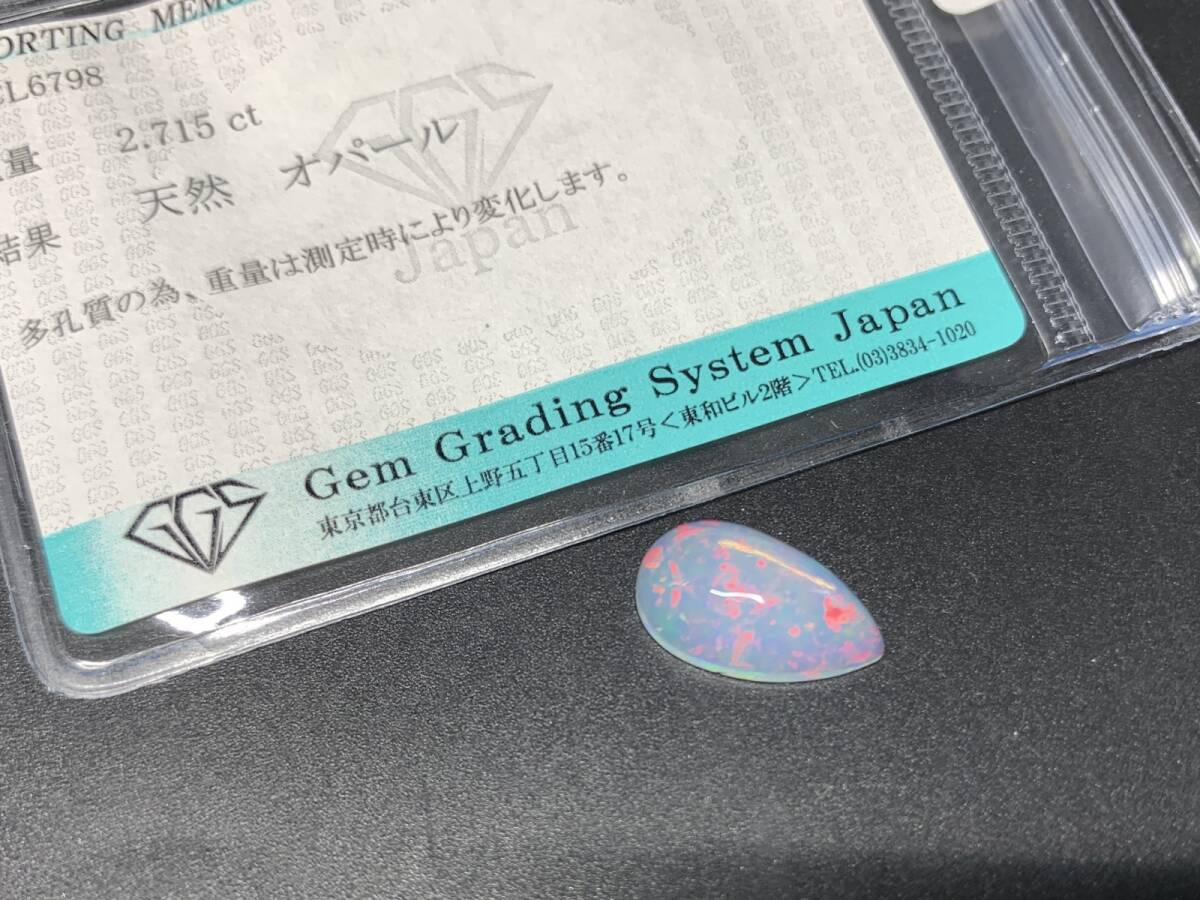 ORTING MEMO
CL6798
量 2.715 ct
結果 天然 オパール
多孔質の為、重量は測定時により変化します。
GGS
Japan
GGS
Gem Grading System Japan
東京都台東区上野五丁目15番17号＜東和ビル2階＞TEL.(03)3834-1020